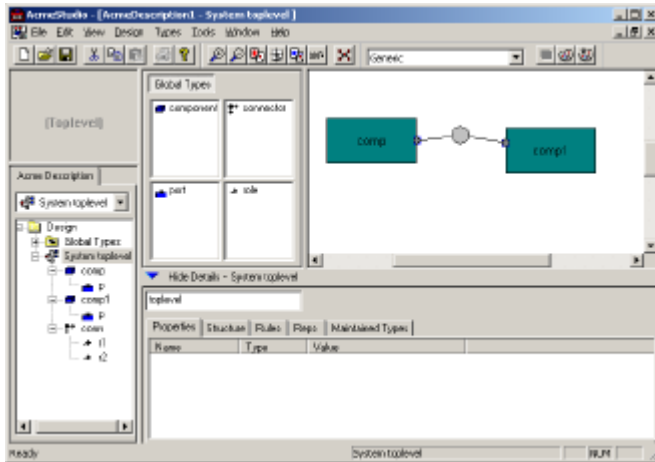 AcmeStudio - [AcmeDescription1 - System toplevel]
File Edit View Design Types Tools Window Help
Generic
[Toplevel]
Global Types
component connector
port role
comp
comp1
Acme Description
System toplevel
Design
Global Types
System toplevel
comp
p
comp1
p
conn
r1
r2
Hide Details - System toplevel
toplevel
Properties Structure Rules Reps Maintained Types
Name Type Value
Ready System toplevel NUM